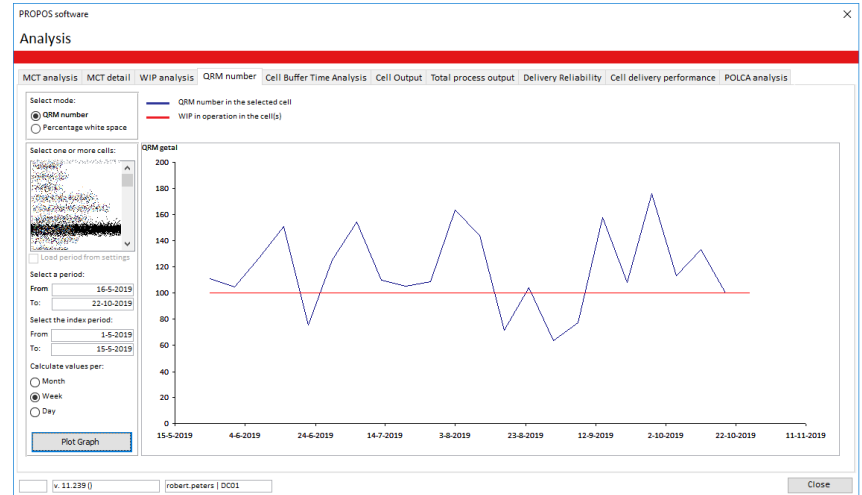 PROPOS software
Analysis
MCT analysis MCT detail WIP analysis QRM number Cell Buffer Time Analysis Cell Output Total process output Delivery Reliability Cell delivery performance POLCA analysis
Select mode:
QRM number
Percentage white space
QRM number in the selected cell
WIP in operation in the cell(s)
Select one or more cells:
Load period from settings
Select a period:
From 16-5-2019
To: 22-10-2019
Select the index period:
From 1-5-2019
To: 15-5-2019
Calculate values per:
Month
Week
Day
Plot Graph
QRM getal
200
180
160
140
120
100
80
60
40
20
0
15-5-2019 4-6-2019 24-6-2019 14-7-2019 3-8-2019 23-8-2019 12-9-2019 2-10-2019 22-10-2019 11-11-2019
v. 11.239 () robert.peters | DC01
Close